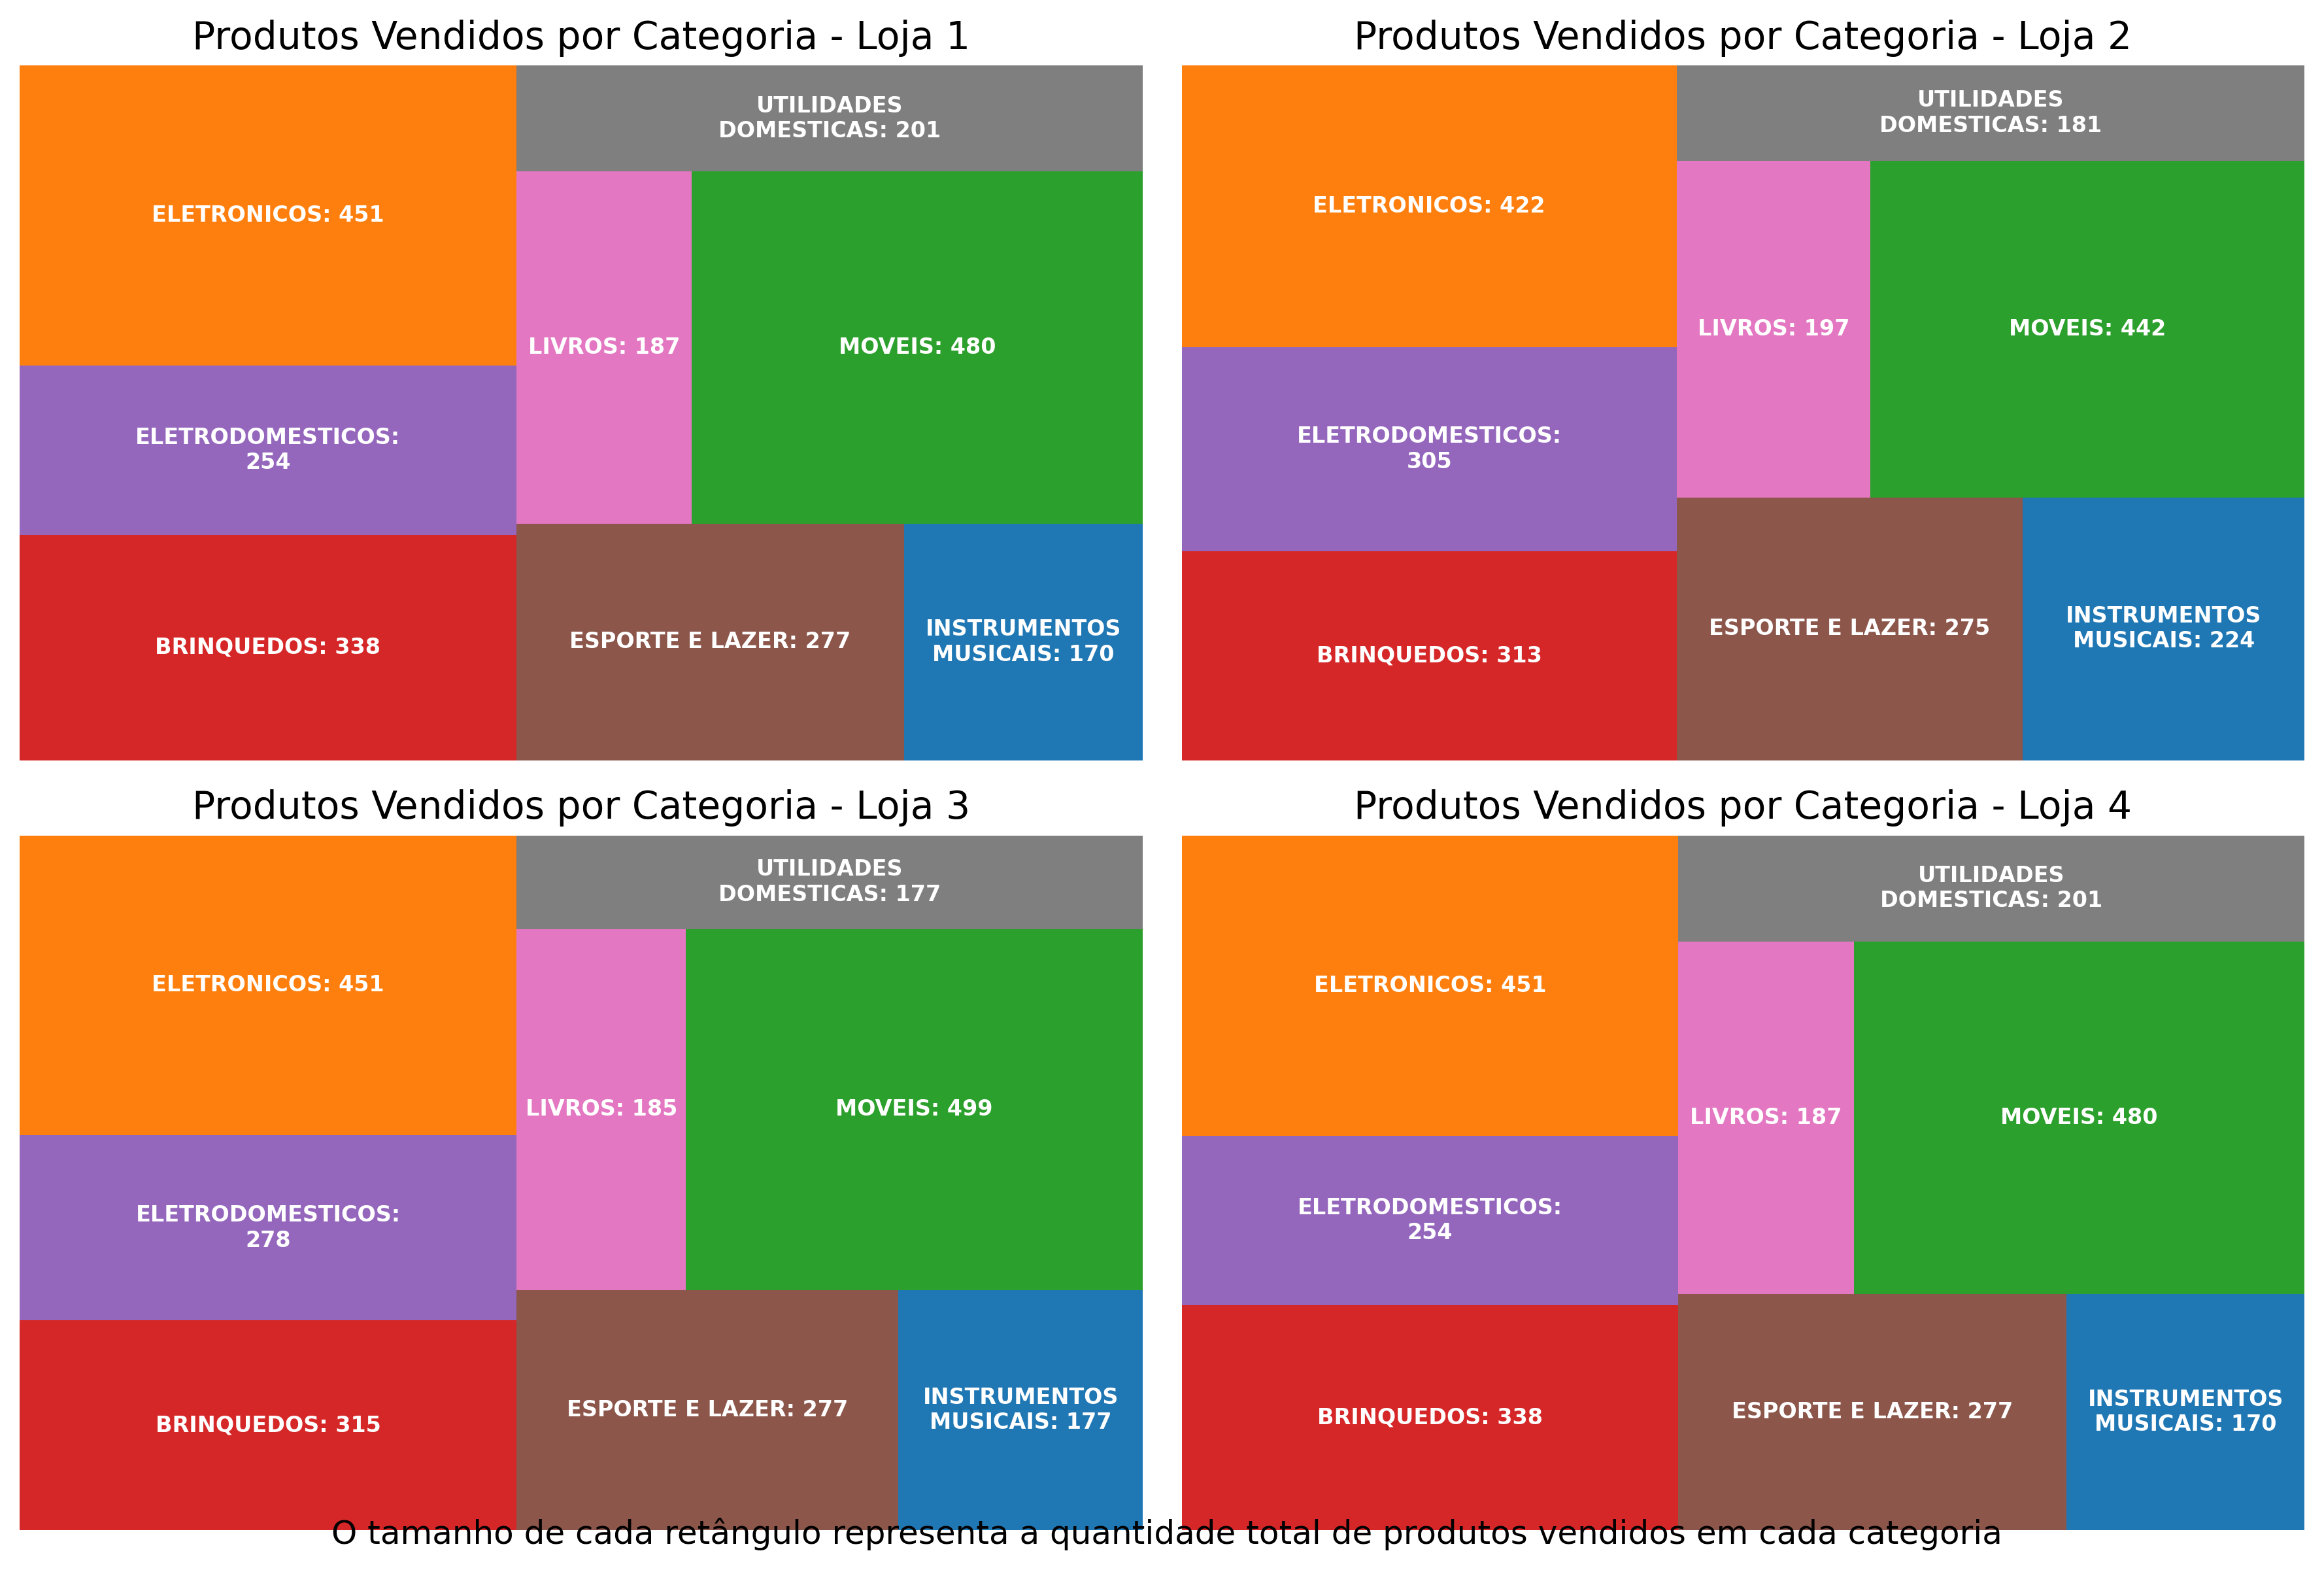 Produtos Vendidos por Categoria - Loja 1
ELETRONICOS: 451
UTILIDADES
DOMESTICAS: 201
LIVROS: 187
MOVEIS: 480
ELETRODOMESTICOS:
254
BRINQUEDOS: 338
ESPORTE E LAZER: 277
INSTRUMENTOS
MUSICAIS: 170
Produtos Vendidos por Categoria - Loja 2
ELETRONICOS: 422
UTILIDADES
DOMESTICAS: 181
LIVROS: 197
MOVEIS: 442
ELETRODOMESTICOS:
305
BRINQUEDOS: 313
ESPORTE E LAZER: 275
INSTRUMENTOS
MUSICAIS: 224
Produtos Vendidos por Categoria - Loja 3
ELETRONICOS: 451
UTILIDADES
DOMESTICAS: 177
LIVROS: 185
MOVEIS: 499
ELETRODOMESTICOS:
278
BRINQUEDOS: 315
ESPORTE E LAZER: 277
INSTRUMENTOS
MUSICAIS: 177
Produtos Vendidos por Categoria - Loja 4
ELETRONICOS: 451
UTILIDADES
DOMESTICAS: 201
LIVROS: 187
MOVEIS: 480
ELETRODOMESTICOS:
254
BRINQUEDOS: 338
ESPORTE E LAZER: 277
INSTRUMENTOS
MUSICAIS: 170
O tamanho de cada retângulo representa a quantidade total de produtos vendidos em cada categoria